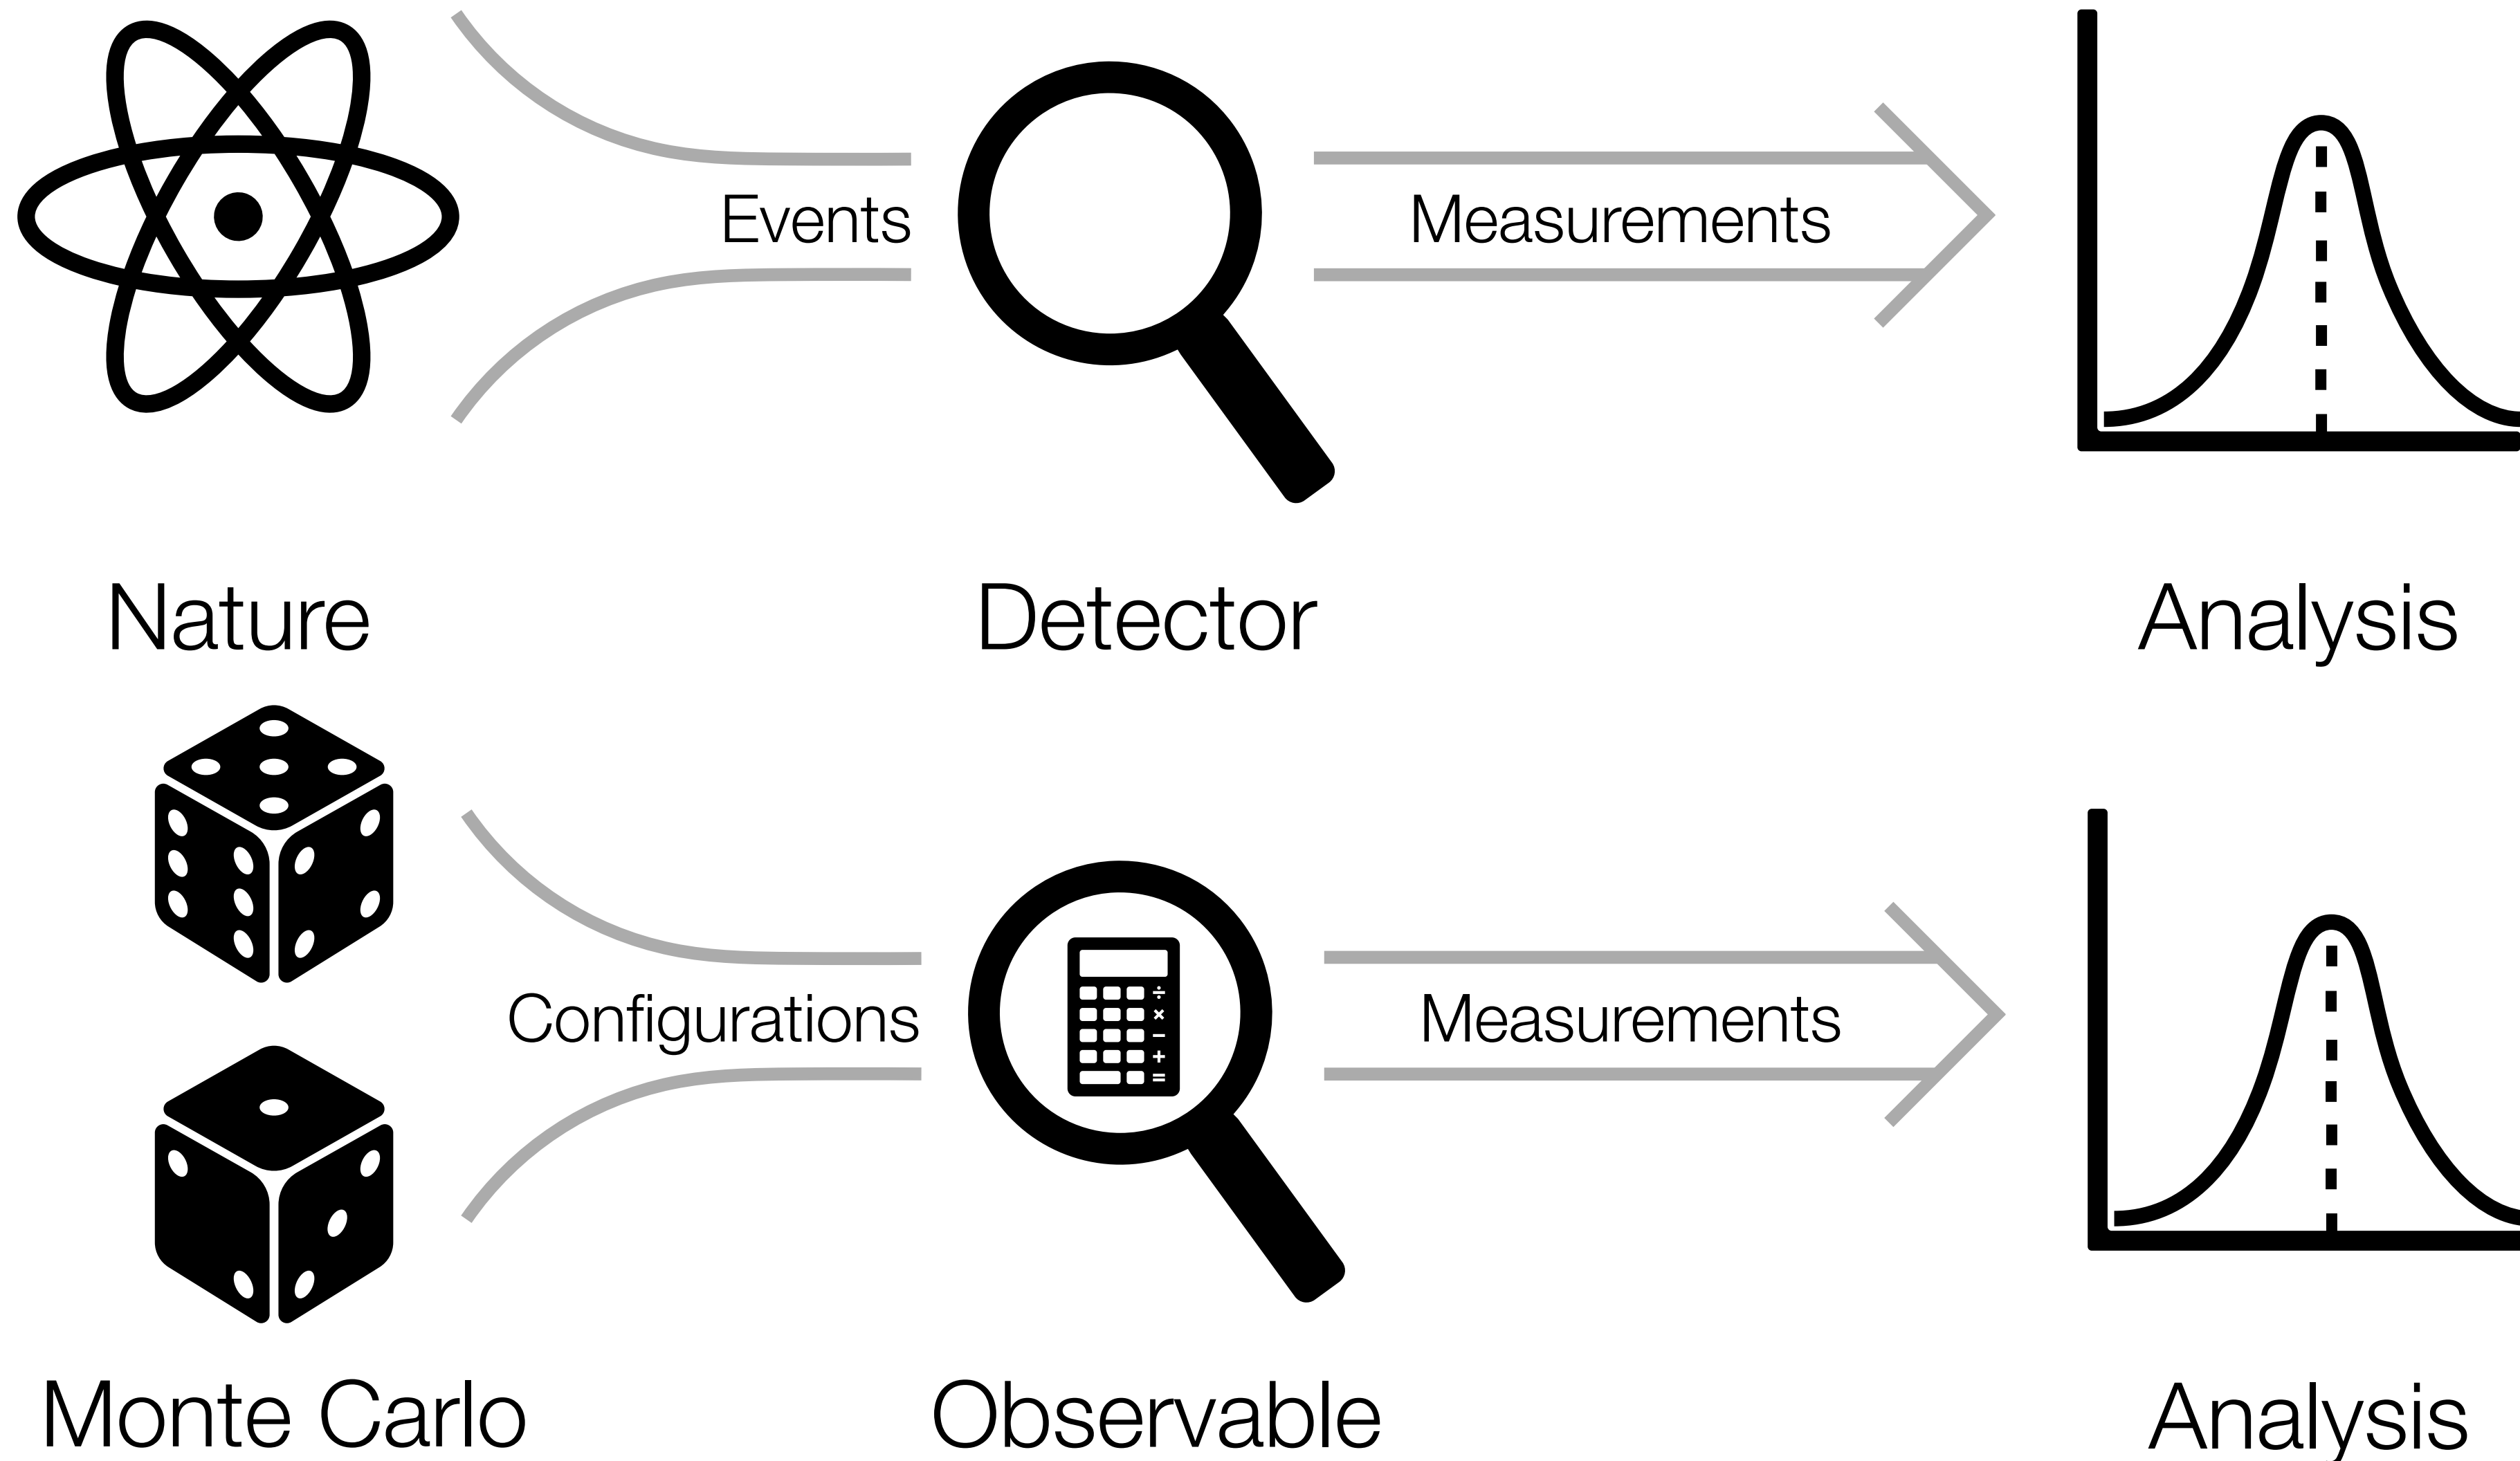 Events
Measurements
Nature
Detector
Analysis
Configurations
Measurements
Monte Carlo
Observable
Analysis